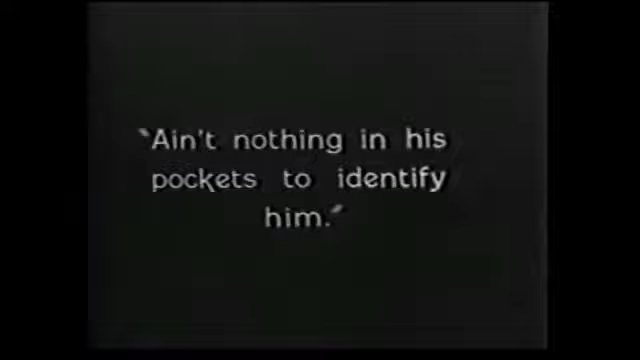 "Ain't nothing in his
pockets to identify
him."